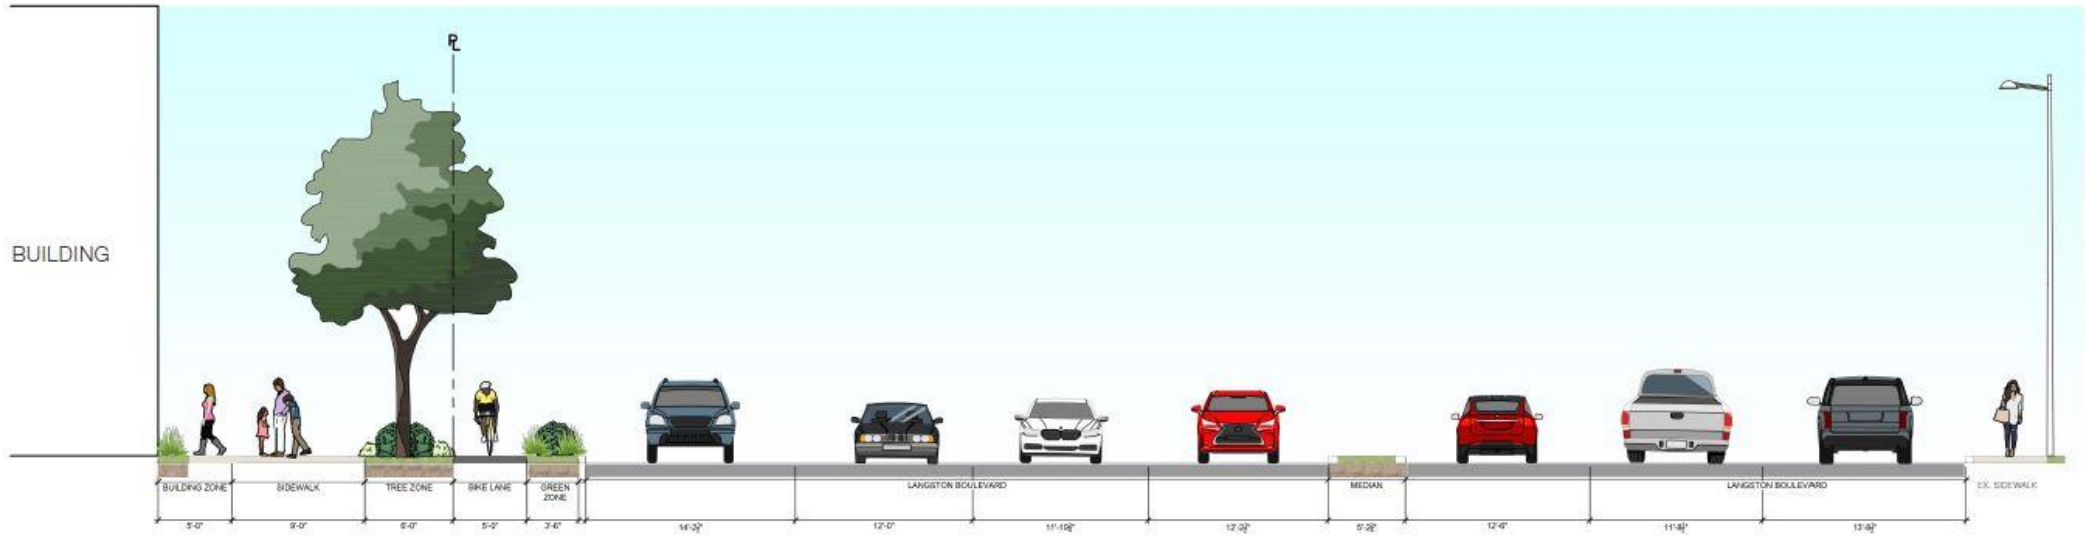 PL
BUILDING
BUILDING ZONE
SIDEWALK
TREE ZONE
BIKE LANE
GREEN
ZONE
LANGSTON BOULEVARD
MEDIAN
LANGSTON BOULEVARD
EX. SIDEWALK
5'-0"
9'-0"
6'-0"
5'-0"
3'-6"
12'-0"
12'-6"